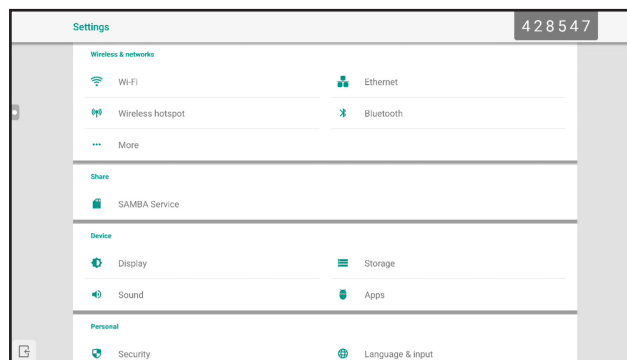 Settings
428547
Wireless & networks
Wi-Fi
Ethernet
Wireless hotspot
Bluetooth
More
Share
SAMBA Service
Device
Display
Storage
Sound
Apps
Personal
Security
Language & input